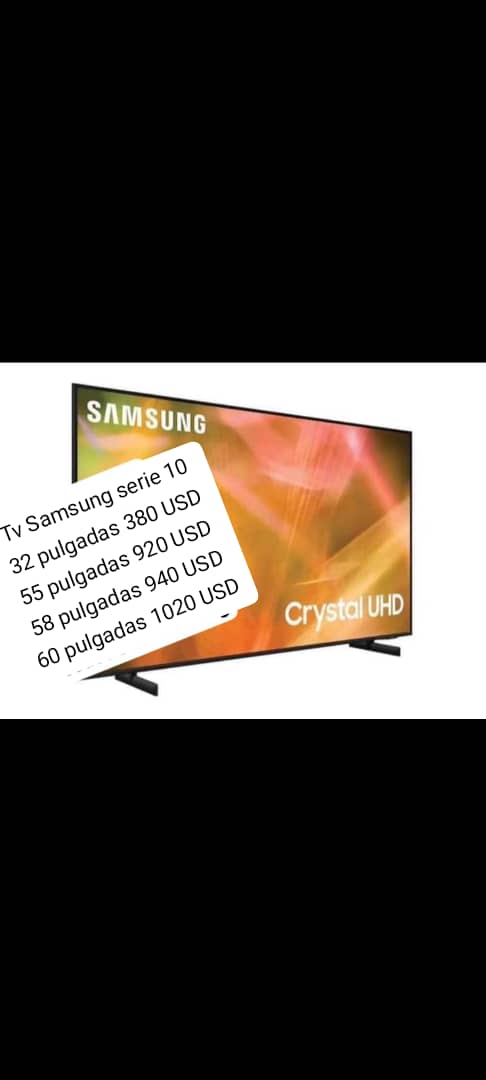 SAMSUNG
Tv Samsung serie 10
32 pulgadas 380 USD
55 pulgadas 920 USD
58 pulgadas 940 USD
60 pulgadas 1020 USD
Crystal UHD